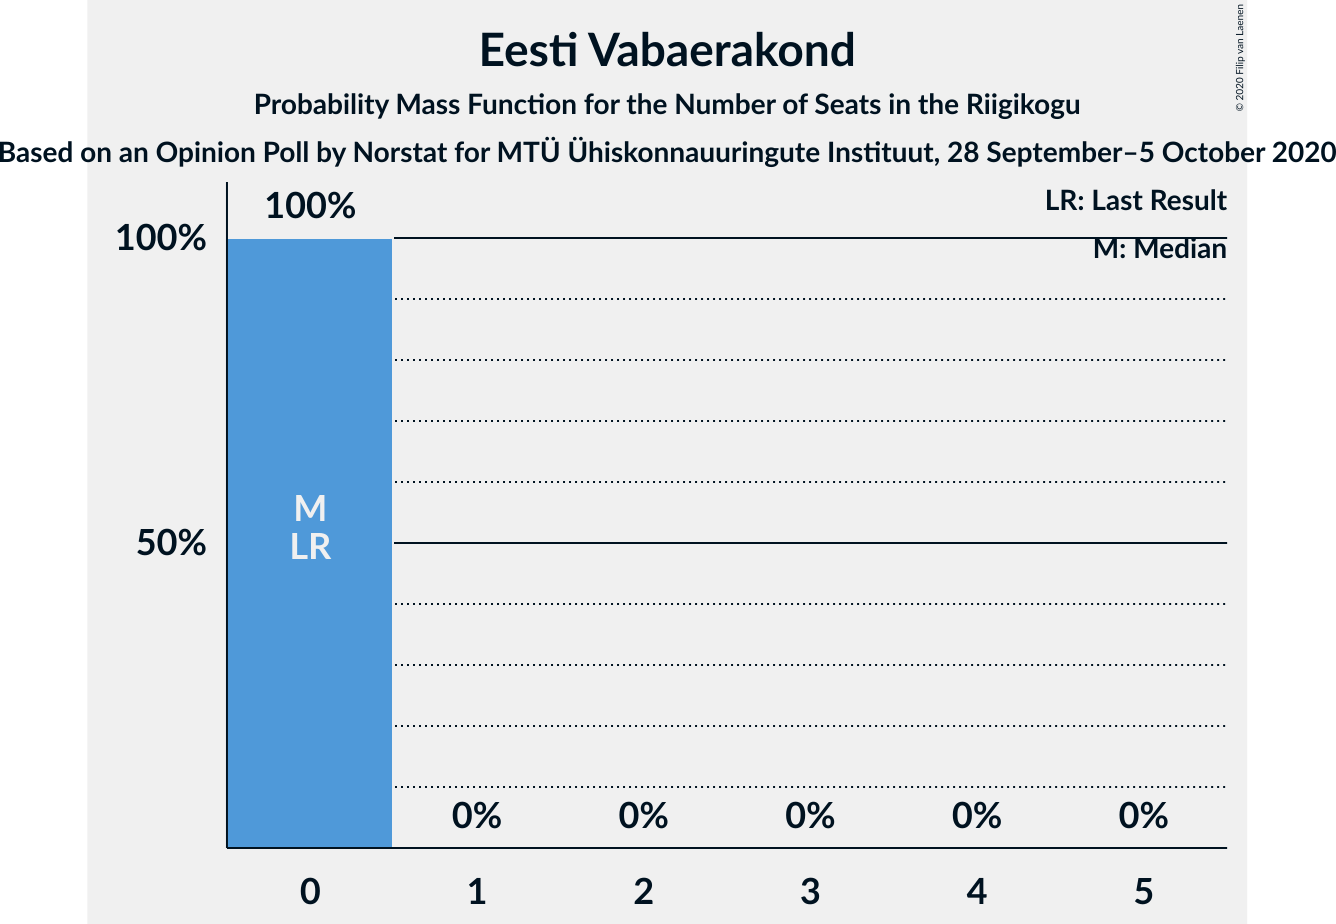 Eesti Vabaerakond
Probability Mass Function for the Number of Seats in the Riigikogu
Based on an Opinion Poll by Norstat for MTÜ Ühiskonnauuringute Instituut, 28 September–5 October 2020
© 2020 Filip van Laenen
LR: Last Result
M: Median
100%
100%
50%
M
LR
0% 0% 0% 0% 0%
0 1 2 3 4 5